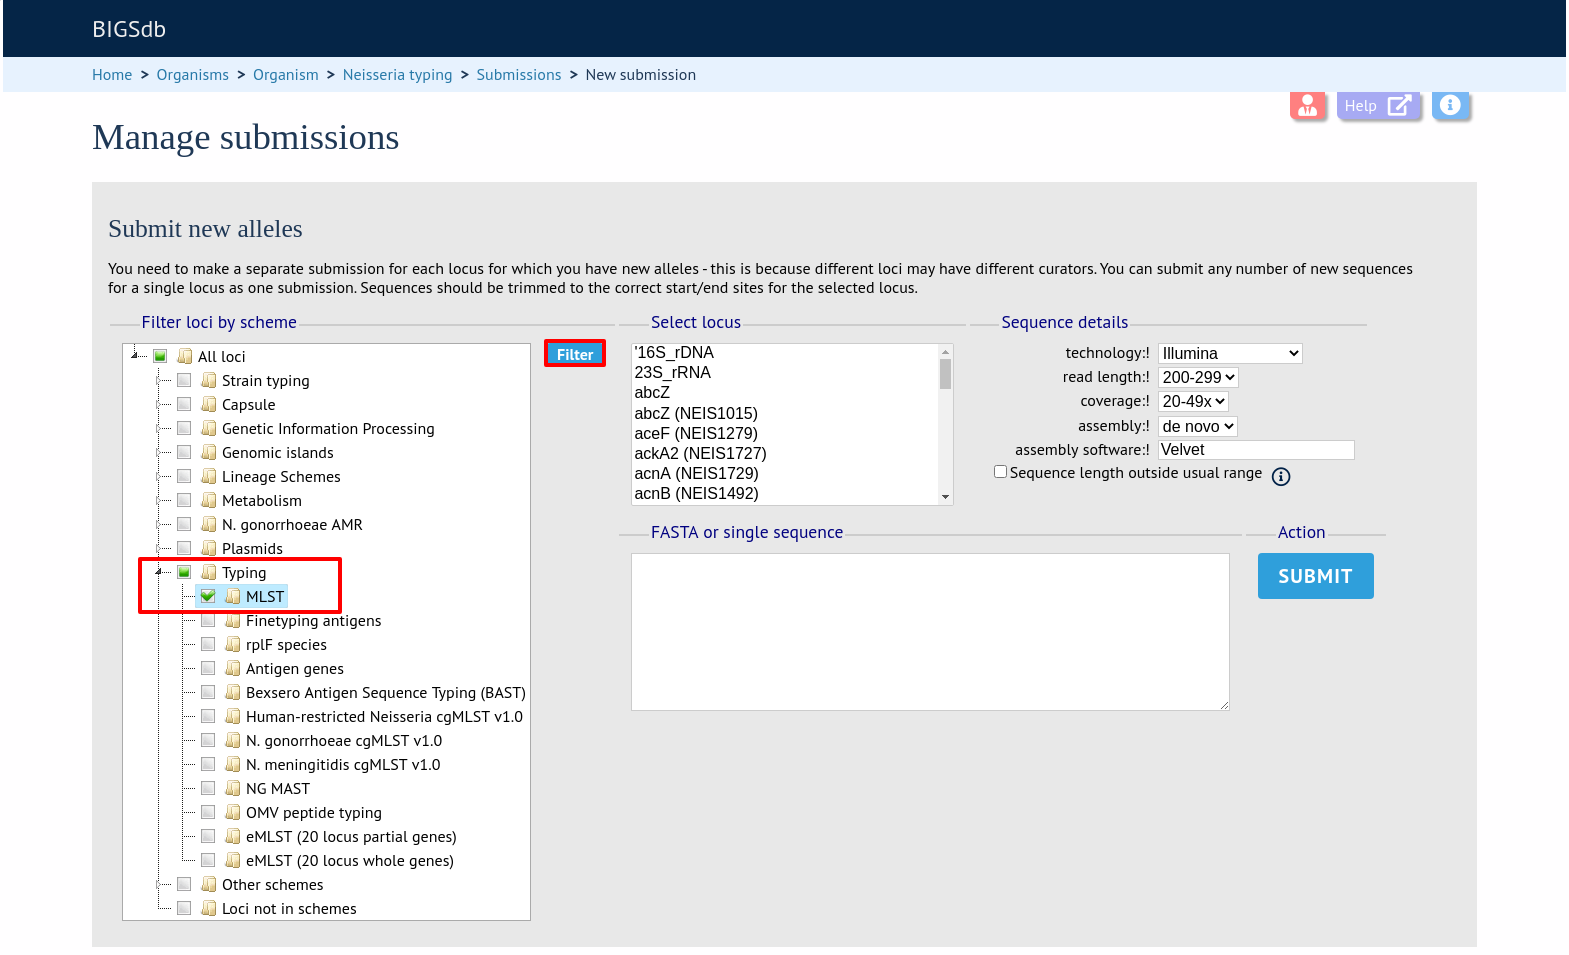 BIGSdb
Home > Organisms > Organism > Neisseria typing > Submissions > New submission
Help
Manage submissions
Submit new alleles
You need to make a separate submission for each locus for which you have new alleles - this is because different loci may have different curators. You can submit any number of new sequences
for a single locus as one submission. Sequences should be trimmed to the correct start/end sites for the selected locus.
Filter loci by scheme
All loci
Strain typing
Capsule
Genetic Information Processing
Genomic islands
Lineage Schemes
Metabolism
N. gonorrhoeae AMR
Plasmids
Typing
MLST
Finetyping antigens
rplF species
Antigen genes
Bexsero Antigen Sequence Typing (BAST)
Human-restricted Neisseria cgMLST v1.0
N. gonorrhoeae cgMLST v1.0
N. meningitidis cgMLST v1.0
NG MAST
OMV peptide typing
eMLST (20 locus partial genes)
eMLST (20 locus whole genes)
Other schemes
Loci not in schemes
Filter
Select locus
'16S_rDNA
23S_rRNA
abcZ
abcZ (NEIS1015)
aceF (NEIS1279)
ackA2 (NEIS1727)
acnA (NEIS1729)
acnB (NEIS1492)
Sequence details
technology:! Illumina
read length:! 200-299
coverage:! 20-49x
assembly:! de novo
assembly software:! Velvet
Sequence length outside usual range
FASTA or single sequence
Action
SUBMIT